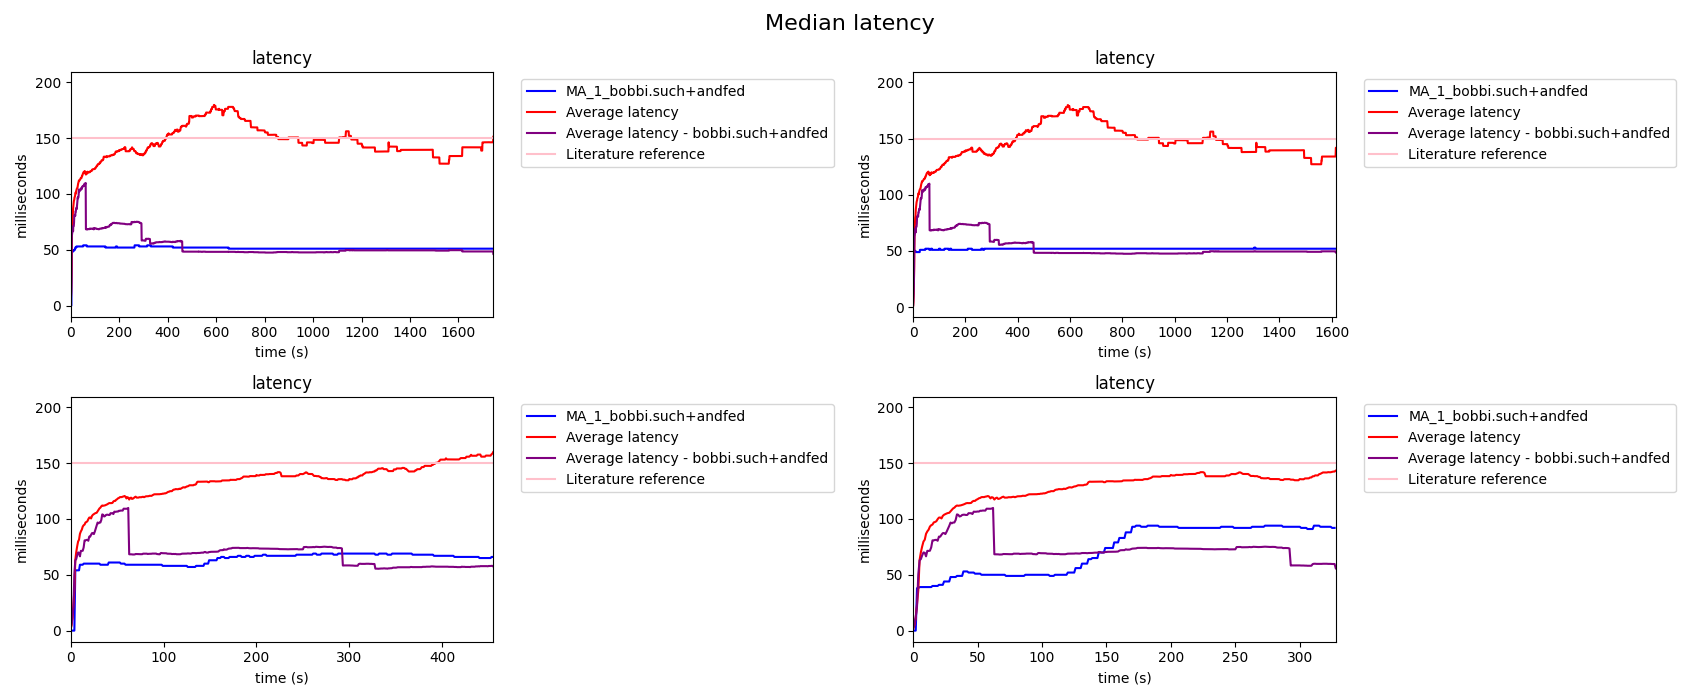 Median latency
latency
milliseconds
200
150
100
50
0
0 200 400 600 800 1000 1200 1400 1600
time (s)
MA_1_bobbi.such+andfed
Average latency
Average latency - bobbi.such+andfed
Literature reference
latency
milliseconds
200
150
100
50
0
0 200 400 600 800 1000 1200 1400 1600
time (s)
MA_1_bobbi.such+andfed
Average latency
Average latency - bobbi.such+andfed
Literature reference
latency
milliseconds
200
150
100
50
0
0 100 200 300 400
time (s)
MA_1_bobbi.such+andfed
Average latency
Average latency - bobbi.such+andfed
Literature reference
latency
milliseconds
200
150
100
50
0
0 50 100 150 200 250 300
time (s)
MA_1_bobbi.such+andfed
Average latency
Average latency - bobbi.such+andfed
Literature reference